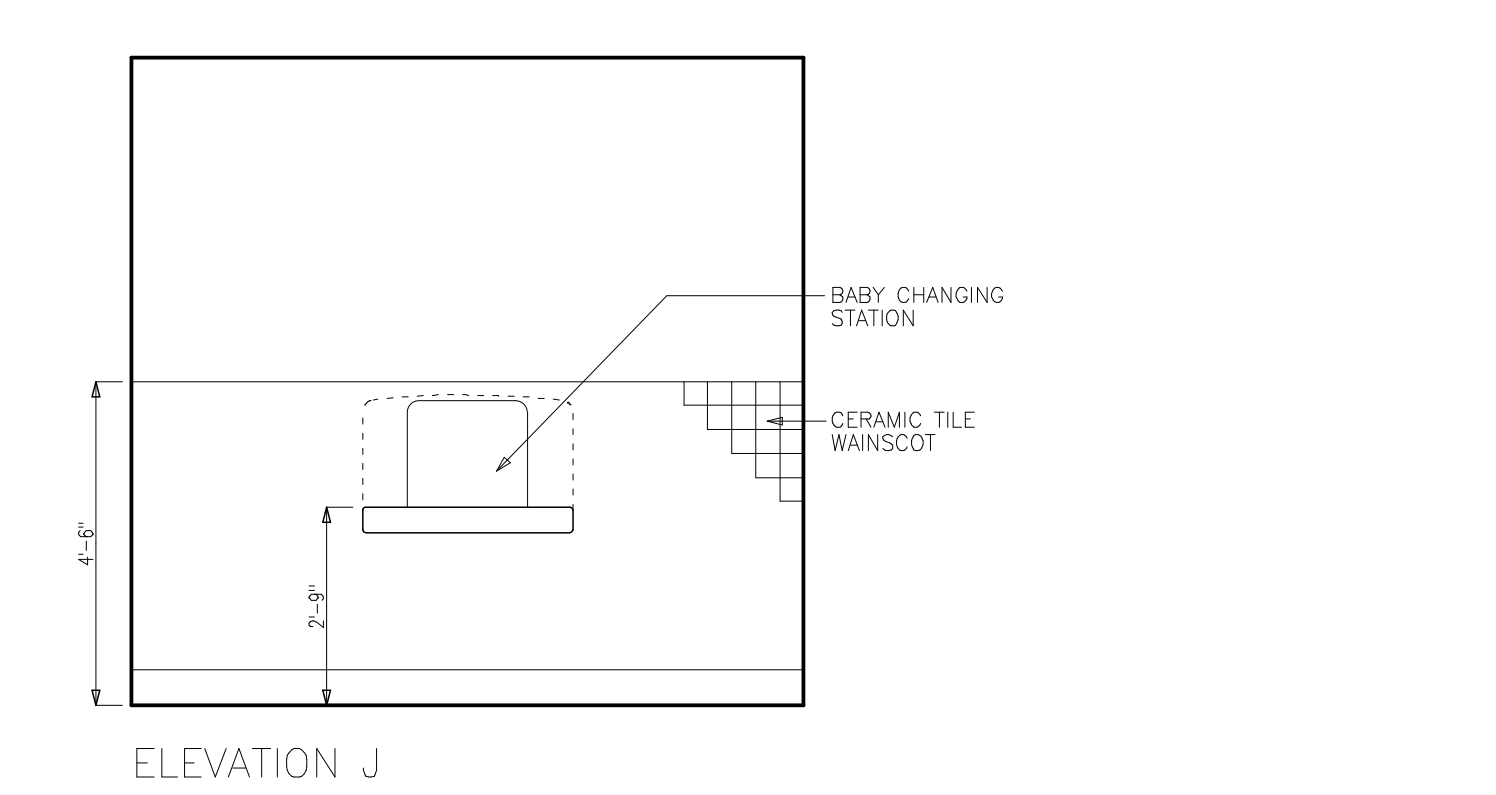 BABY CHANGING
STATION
CERAMIC TILE
WAINSCOT
4'-6"
2'-9"
ELEVATION J